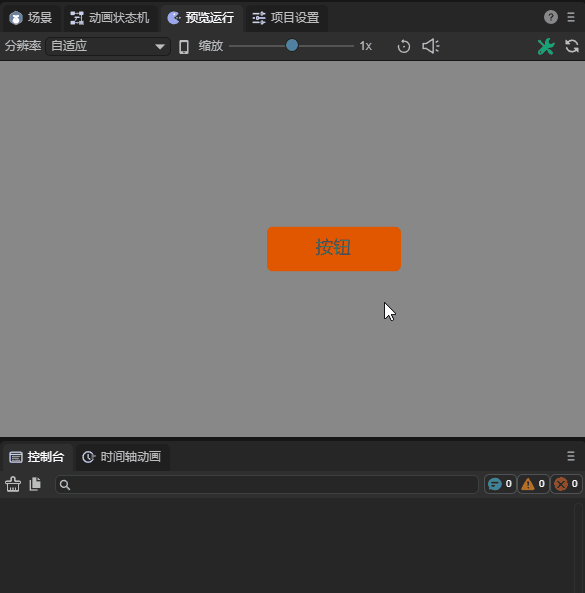 场景 动画状态机 预览运行 项目设置
分辨率 自适应 缩放 1x
按钮
控制台 时间轴动画
0 0 0